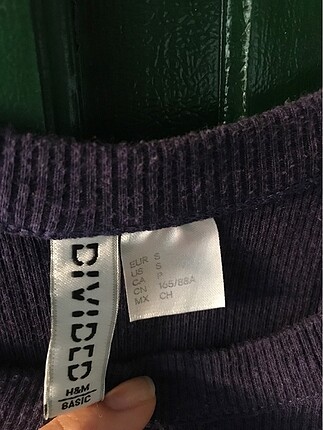 DIVIDED
H&M
BASIC
EUR S
US S
CA P
CN 165/88A
MX CH